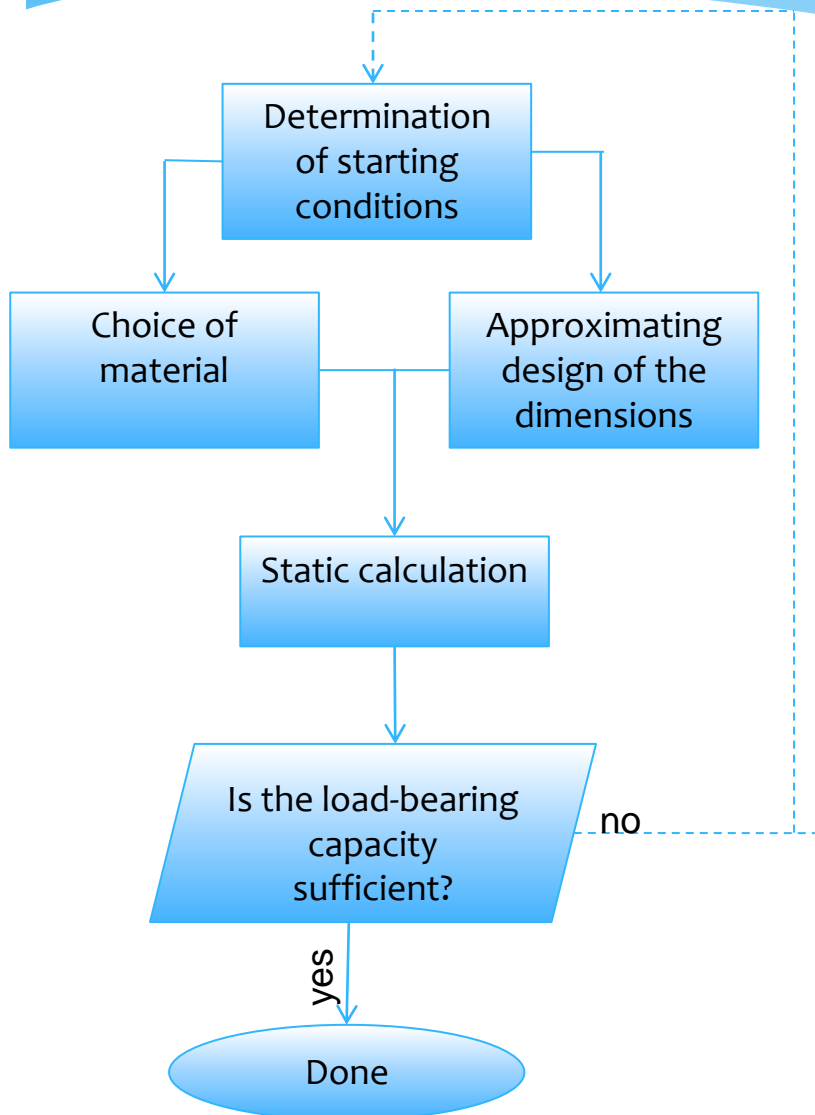 Determination
of starting
conditions
Choice of
material
Approximating
design of the
dimensions
Static calculation
Is the load-bearing
capacity
sufficient?
no
yes
Done